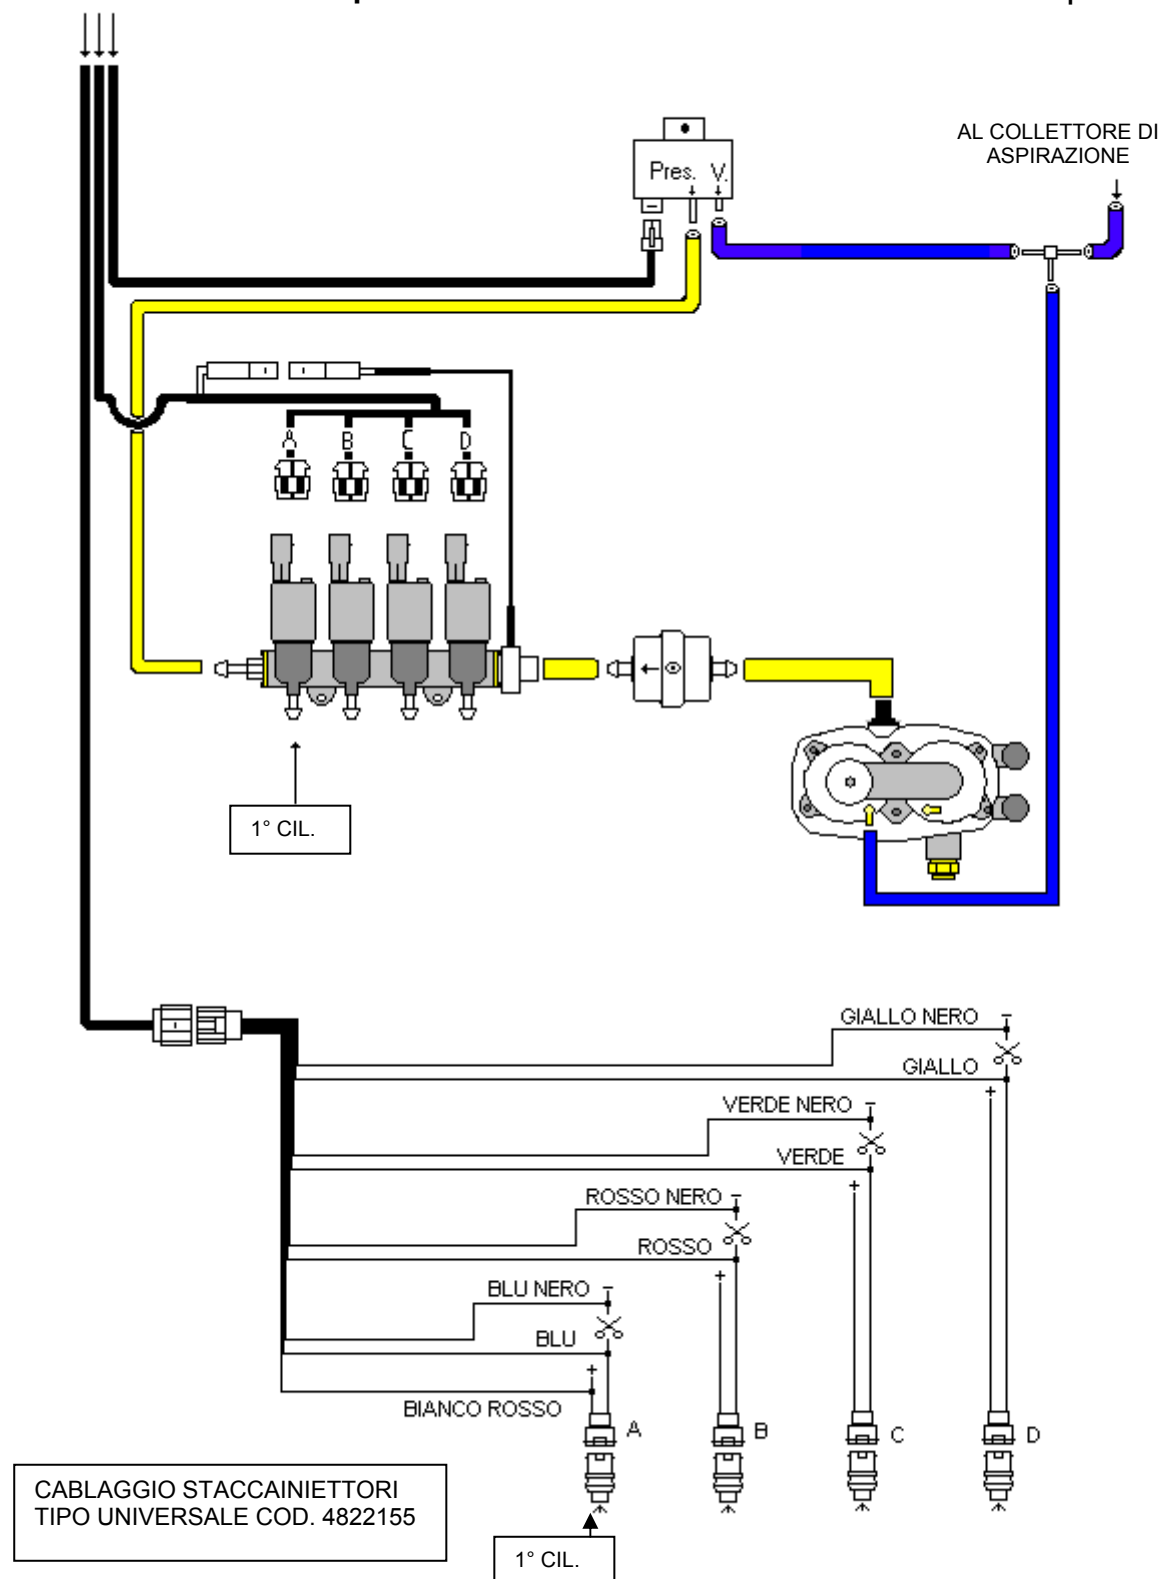 AL COLLETTORE DI
ASPIRAZIONE
Pres. V.
A B C D
1° CIL.
GIALLO NERO -
GIALLO
+
VERDE NERO -
VERDE
+
ROSSO NERO -
ROSSO
+
BLU NERO -
BLU
+
BIANCO ROSSO
A B C D
CABLAGGIO STACCAINIETTORI
TIPO UNIVERSALE COD. 4822155
1° CIL.